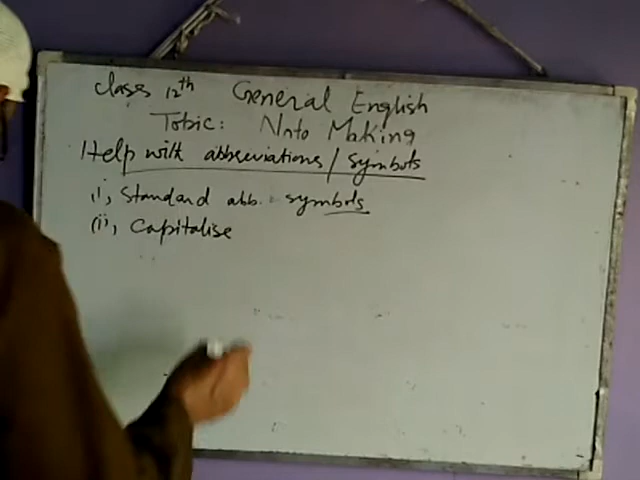 Class 12th General English
Topic: Note Making
Help with abbreviations / symbols
(i), Standard abb. symbols
(ii), Capitalise